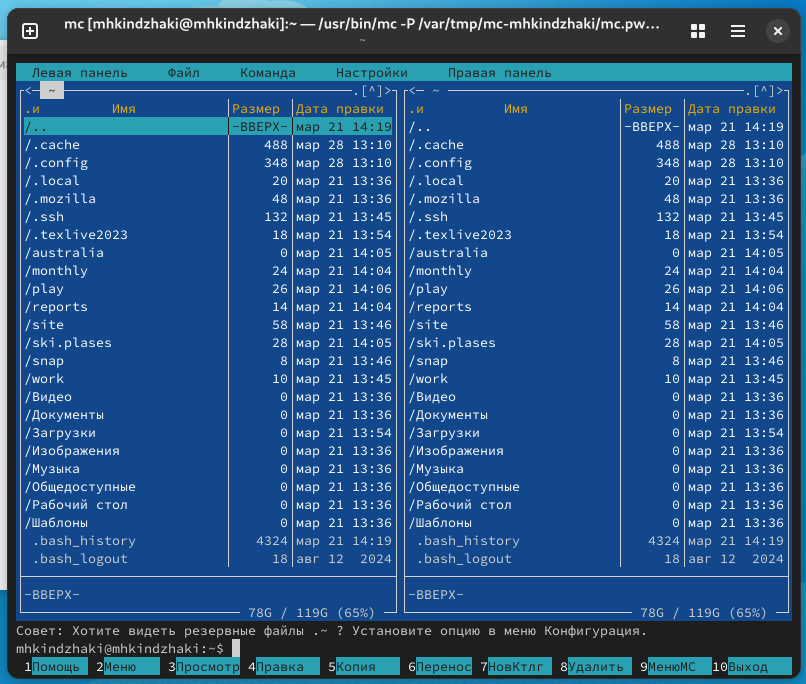 mc [mhkindzhaki@mhkindzhaki]:~ — /usr/bin/mc -P /var/tmp/mc-mhkindzhaki/mc.pw…
~
Левая панель Файл Команда Настройки Правая панель
<— ~ .[^]> <— ~ .[^]>
.и Имя Размер Дата правки .и Имя Размер Дата правки
/.. -ВВЕРХ- мар 21 14:19 /.. -ВВЕРХ- мар 21 14:19
/.cache 488 мар 28 13:10 /.cache 488 мар 28 13:10
/.config 348 мар 28 13:10 /.config 348 мар 28 13:10
/.local 20 мар 21 13:36 /.local 20 мар 21 13:36
/.mozilla 48 мар 21 13:36 /.mozilla 48 мар 21 13:36
/.ssh 132 мар 21 13:45 /.ssh 132 мар 21 13:45
/.texlive2023 18 мар 21 13:54 /.texlive2023 18 мар 21 13:54
/australia 0 мар 21 14:05 /australia 0 мар 21 14:05
/monthly 24 мар 21 14:04 /monthly 24 мар 21 14:04
/play 26 мар 21 14:06 /play 26 мар 21 14:06
/reports 14 мар 21 14:04 /reports 14 мар 21 14:04
/site 58 мар 21 13:46 /site 58 мар 21 13:46
/ski.plases 28 мар 21 14:05 /ski.plases 28 мар 21 14:05
/snap 8 мар 21 13:46 /snap 8 мар 21 13:46
/work 10 мар 21 13:45 /work 10 мар 21 13:45
/Видео 0 мар 21 13:36 /Видео 0 мар 21 13:36
/Документы 0 мар 21 13:36 /Документы 0 мар 21 13:36
/Загрузки 0 мар 21 13:54 /Загрузки 0 мар 21 13:54
/Изображения 0 мар 21 13:36 /Изображения 0 мар 21 13:36
/Музыка 0 мар 21 13:36 /Музыка 0 мар 21 13:36
/Общедоступные 0 мар 21 13:36 /Общедоступные 0 мар 21 13:36
/Рабочий стол 0 мар 21 13:36 /Рабочий стол 0 мар 21 13:36
/Шаблоны 0 мар 21 13:36 /Шаблоны 0 мар 21 13:36
.bash_history 4324 мар 21 14:19 .bash_history 4324 мар 21 14:19
.bash_logout 18 авг 12 2024 .bash_logout 18 авг 12 2024
-ВВЕРХ- -ВВЕРХ-
78G / 119G (65%) 78G / 119G (65%)
Совет: Хотите видеть резервные файлы .~ ? Установите опцию в меню Конфигурация.
mhkindzhaki@mhkindzhaki:~$
1Помощь 2Меню 3Просмотр 4Правка 5Копия 6Перенос 7НовКтлг 8Удалить 9МенюМС 10Выход